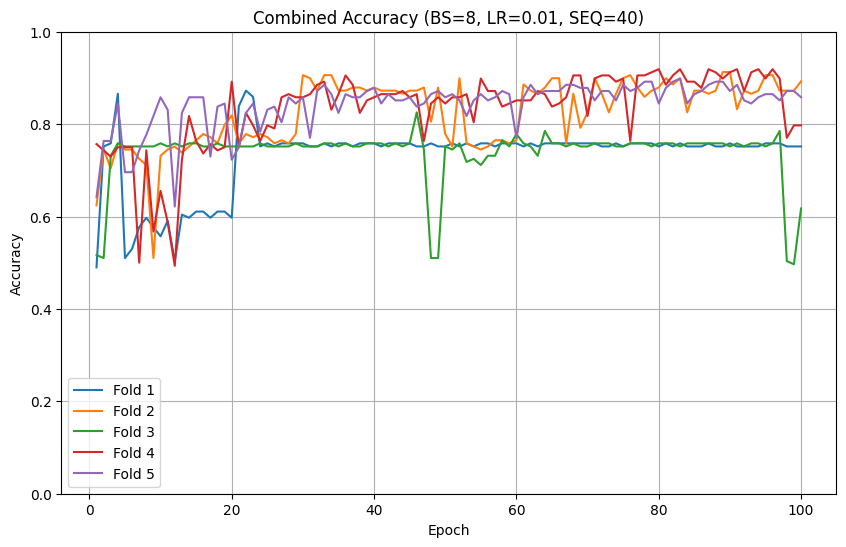 Combined Accuracy (BS=8, LR=0.01, SEQ=40)
1.0
0.8
0.6
0.4
0.2
0.0
Accuracy
Fold 1
Fold 2
Fold 3
Fold 4
Fold 5
0 20 40 60 80 100
Epoch